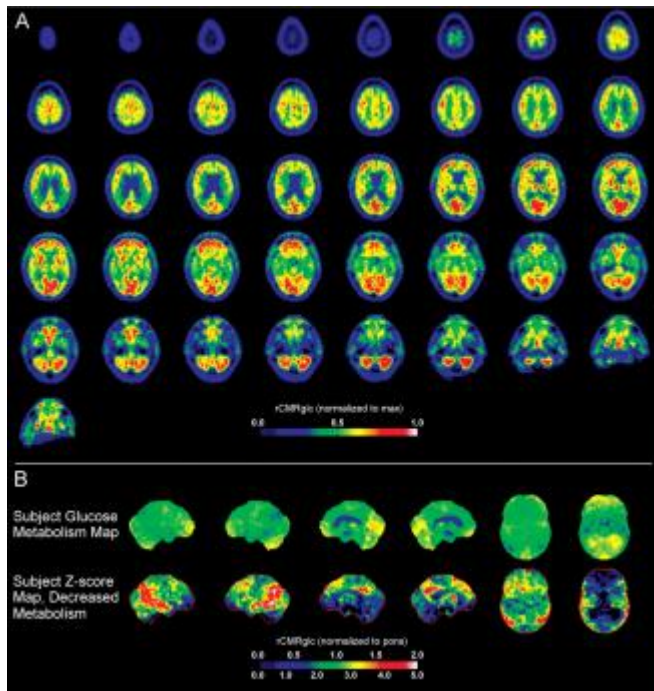 A
rCMRglc (normalized to max)
0.0 0.5 1.0
B
Subject Glucose
Metabolism Map
Subject Z-score
Map, Decreased
Metabolism
rCMRglc (normalized to pons)
0.0 0.5 1.0 1.5 2.0
0.0 1.0 2.0 3.0 4.0 5.0